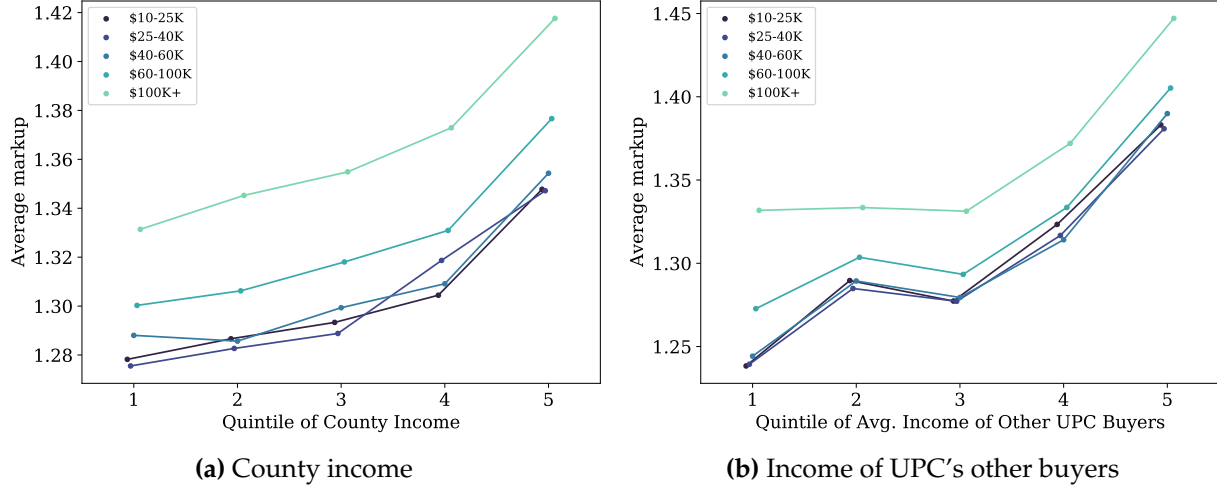 1.42
1.40
1.38
1.36
1.34
1.32
1.30
1.28
Average markup
$10-25K
$25-40K
$40-60K
$60-100K
$100K+
1 2 3 4 5
Quintile of County Income
(a) County income
1.45
1.40
1.35
1.30
1.25
Average markup
$10-25K
$25-40K
$40-60K
$60-100K
$100K+
1 2 3 4 5
Quintile of Avg. Income of Other UPC Buyers
(b) Income of UPC's other buyers